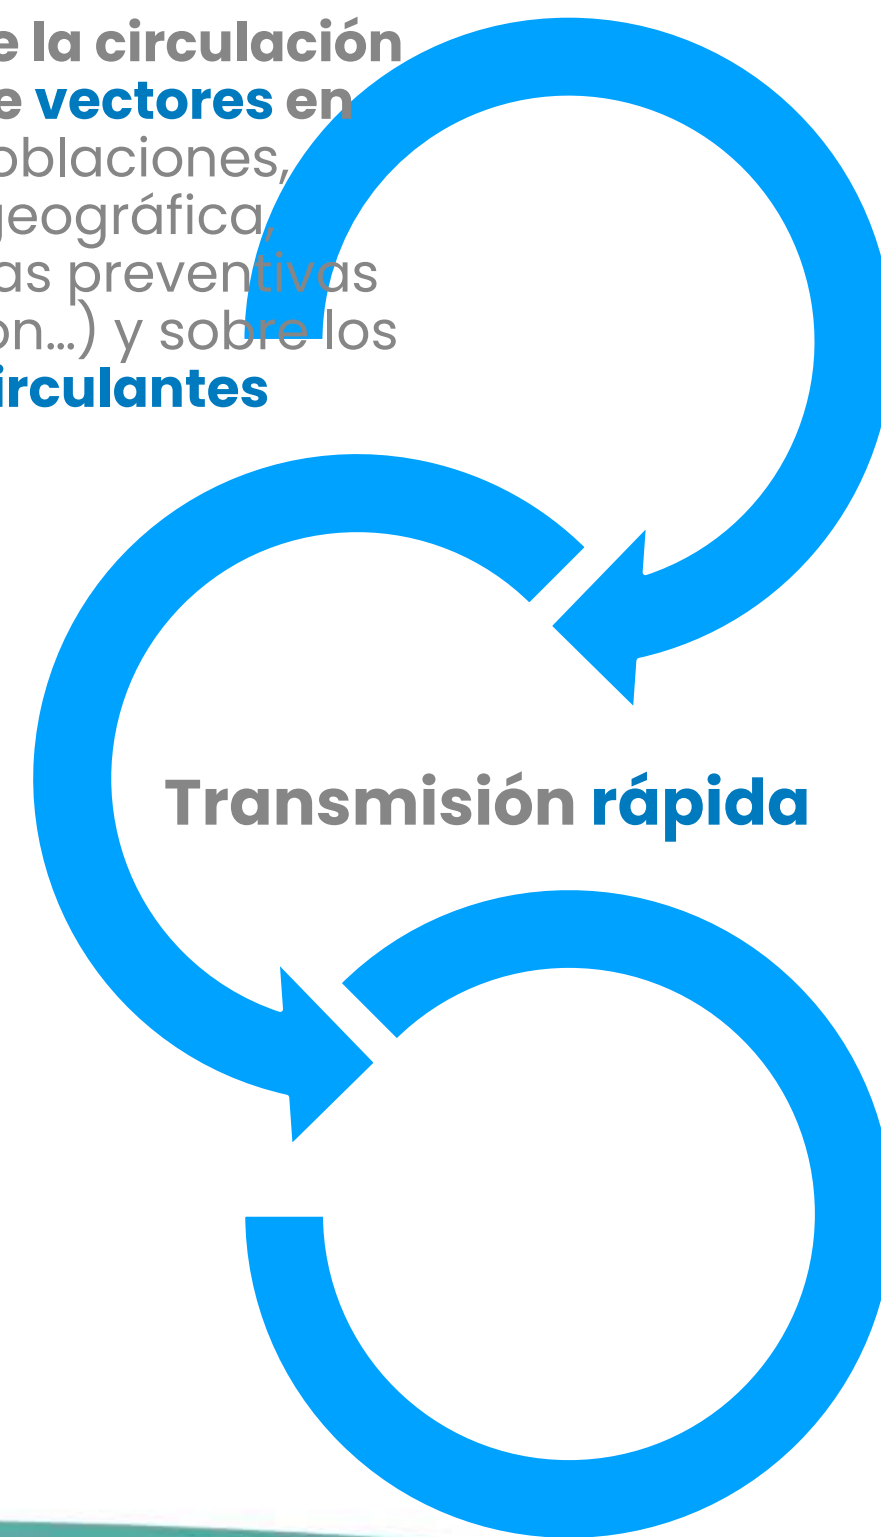 e la circulación
e vectores en
oblaciones,
geográfica,
as preventivas
on...) y sobre los
irculantes
Transmisión rápida